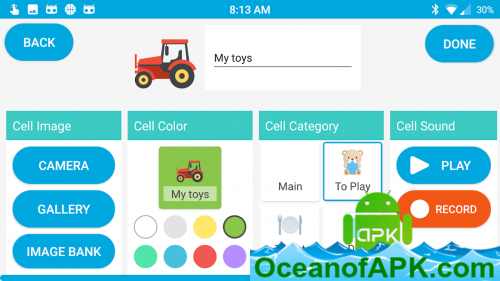 8:13 AM
30%
BACK
My toys
DONE
Cell Image
Cell Color
Cell Category
Cell Sound
CAMERA
GALLERY
IMAGE BANK
My toys
Main
To Play
PLAY
RECORD
apk
OceanofAPK.com